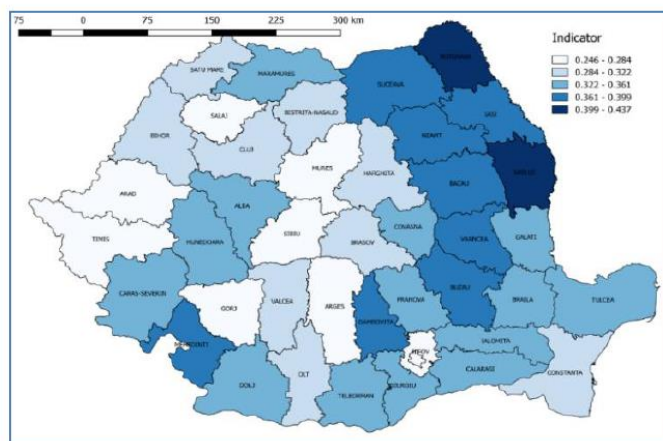 75 0 75 150 225 300 km
Indicator
0.246 - 0.284
0.284 - 0.322
0.322 - 0.361
0.361 - 0.399
0.399 - 0.437
SATU MARE
MARAMURES
SUCEAVA
SALAJ
BISTRITA-NASAUD
IASI
BIHOR
CLUJ
NEAMT
MURES
HARGHITA
BACAU
ARAD
ALBA
TIMIS
HUNEDOARA
SIBIU
BRASOV
COVASNA
VRANCEA
GALATI
CARAS-SEVERIN
GORJ
VALCEA
ARGES
PRAHOVA
BUZAU
BRAILA
TULCEA
DAMBOVITA
MEHEDINTI
ILFOV
IALOMITA
DOLJ
OLT
TELEORMAN
GIURGIU
CALARASI
CONSTANTA